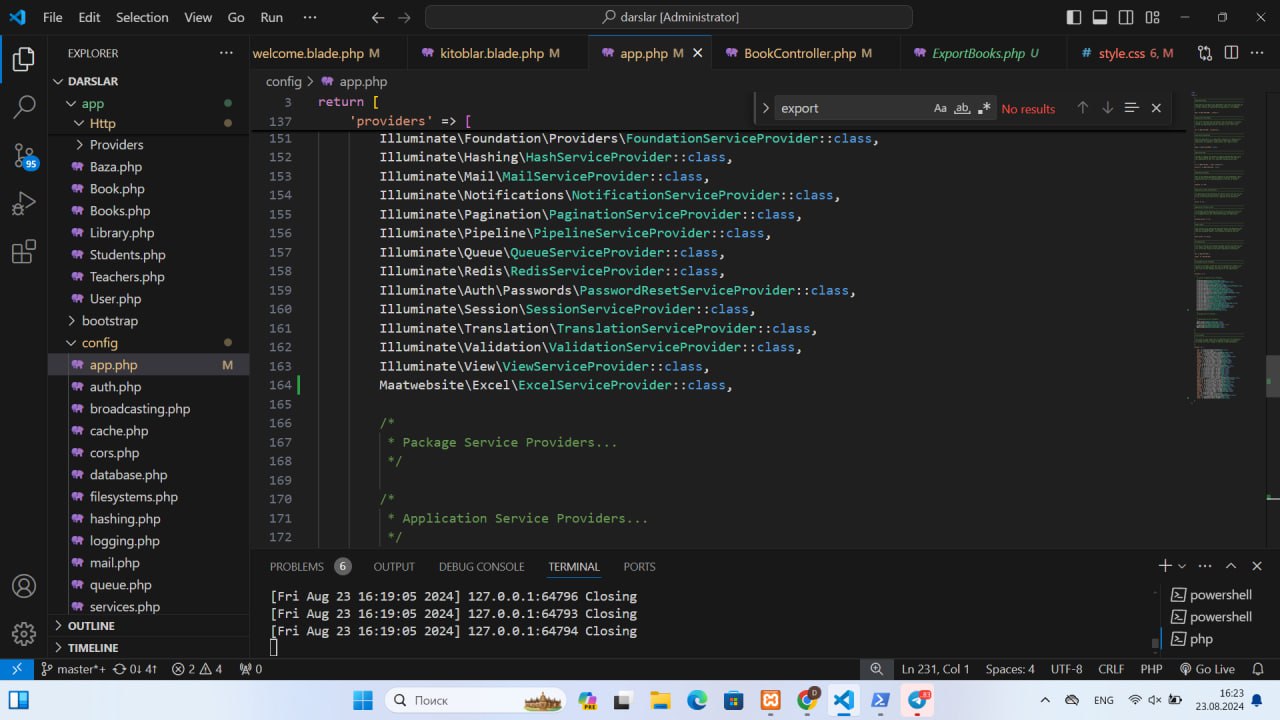 File Edit Selection View Go Run ··· darslar [Administrator]
EXPLORER
welcome.blade.php M kitoblar.blade.php M app.php M BookController.php M ExportBooks.php U # style.css 6, M
DARSLAR
config > app.php
app
Http
Providers
Baza.php
Book.php
Books.php
Library.php
Students.php
Teachers.php
User.php
bootstrap
config
app.php M
auth.php
broadcasting.php
cache.php
cors.php
database.php
filesystems.php
hashing.php
logging.php
mail.php
queue.php
services.php
OUTLINE
TIMELINE
95
export Aa ab .* No results
3 return [
137 'providers' => [
151 Illuminate\Foundation\Providers\FoundationServiceProvider::class,
152 Illuminate\Hashing\HashServiceProvider::class,
153 Illuminate\Mail\MailServiceProvider::class,
154 Illuminate\Notifications\NotificationServiceProvider::class,
155 Illuminate\Pagination\PaginationServiceProvider::class,
156 Illuminate\Pipeline\PipelineServiceProvider::class,
157 Illuminate\Queue\QueueServiceProvider::class,
158 Illuminate\Redis\RedisServiceProvider::class,
159 Illuminate\Auth\Passwords\PasswordResetServiceProvider::class,
160 Illuminate\Session\SessionServiceProvider::class,
161 Illuminate\Translation\TranslationServiceProvider::class,
162 Illuminate\Validation\ValidationServiceProvider::class,
163 Illuminate\View\ViewServiceProvider::class,
164 Maatwebsite\Excel\ExcelServiceProvider::class,
165
166 /*
167 * Package Service Providers...
168 */
169
170 /*
171 * Application Service Providers...
172 */
PROBLEMS 6 OUTPUT DEBUG CONSOLE TERMINAL PORTS
[Fri Aug 23 16:19:05 2024] 127.0.0.1:64796 Closing
[Fri Aug 23 16:19:05 2024] 127.0.0.1:64793 Closing
[Fri Aug 23 16:19:05 2024] 127.0.0.1:64794 Closing
powershell
powershell
php
master*+ 0↓ 4↑ 2 4 0 Ln 231, Col 1 Spaces: 4 UTF-8 CRLF PHP Go Live
Поиск PRE D ENG 16:23
23.08.2024